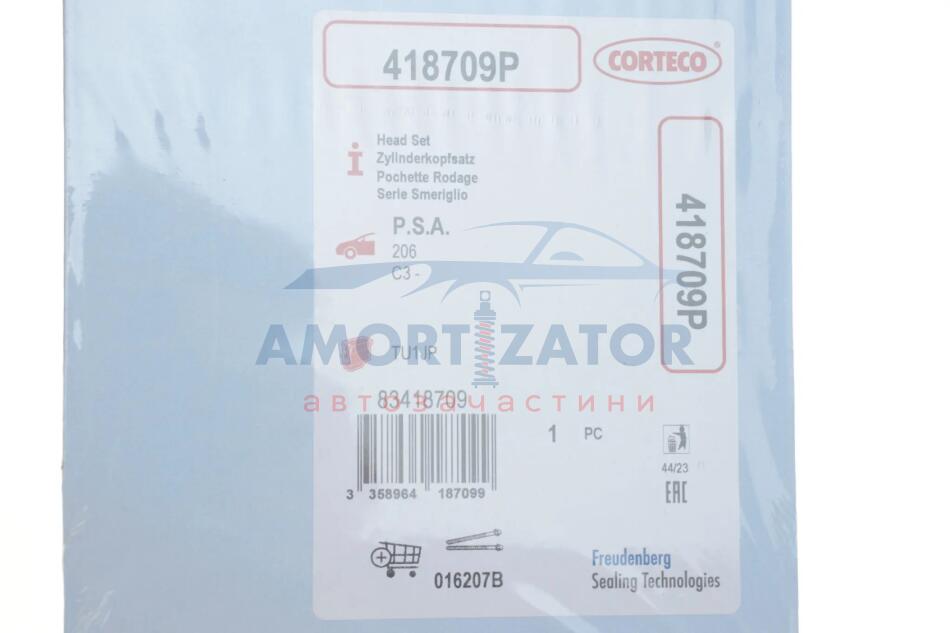 418709P
CORTECO
Head Set
Zylinderkopfsatz
Pochette Rodage
Serie Smeriglio
418709P
P.S.A.
206
C3 -
AMORTIZATOR
TU1JP
83418709
автозачастини
1 PC
44/23
3 358964 187099
EAC
016207B
Freudenberg
Sealing Technologies